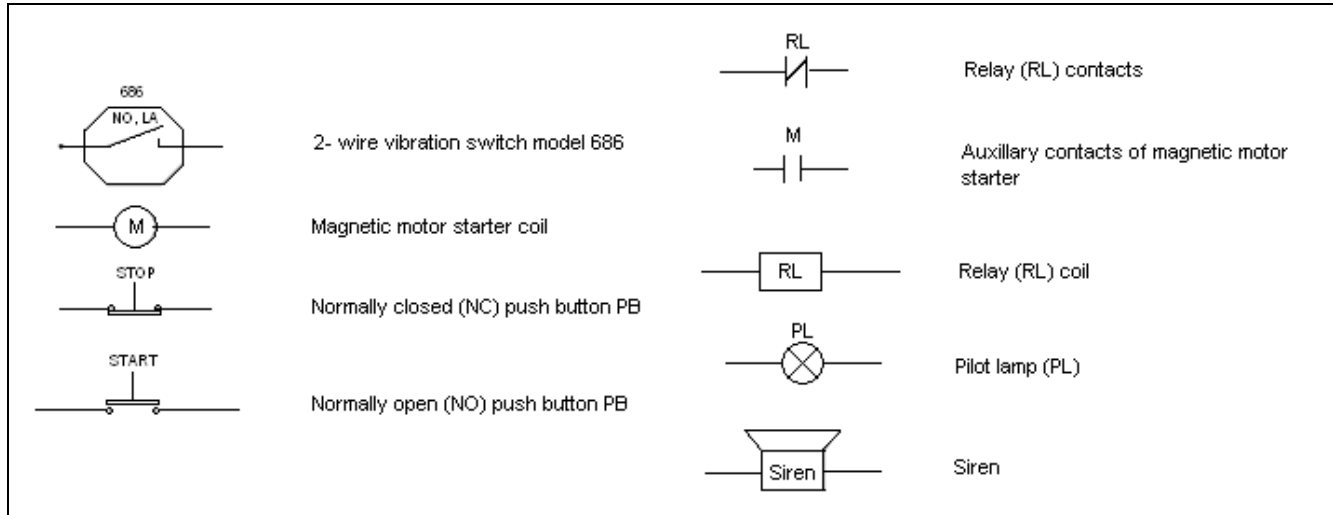 686
NO, LA
2- wire vibration switch model 686
M
Magnetic motor starter coil
STOP
Normally closed (NC) push button PB
START
Normally open (NO) push button PB
RL
Relay (RL) contacts
M
Auxillary contacts of magnetic motor
starter
RL
Relay (RL) coil
PL
Pilot lamp (PL)
Siren
Siren